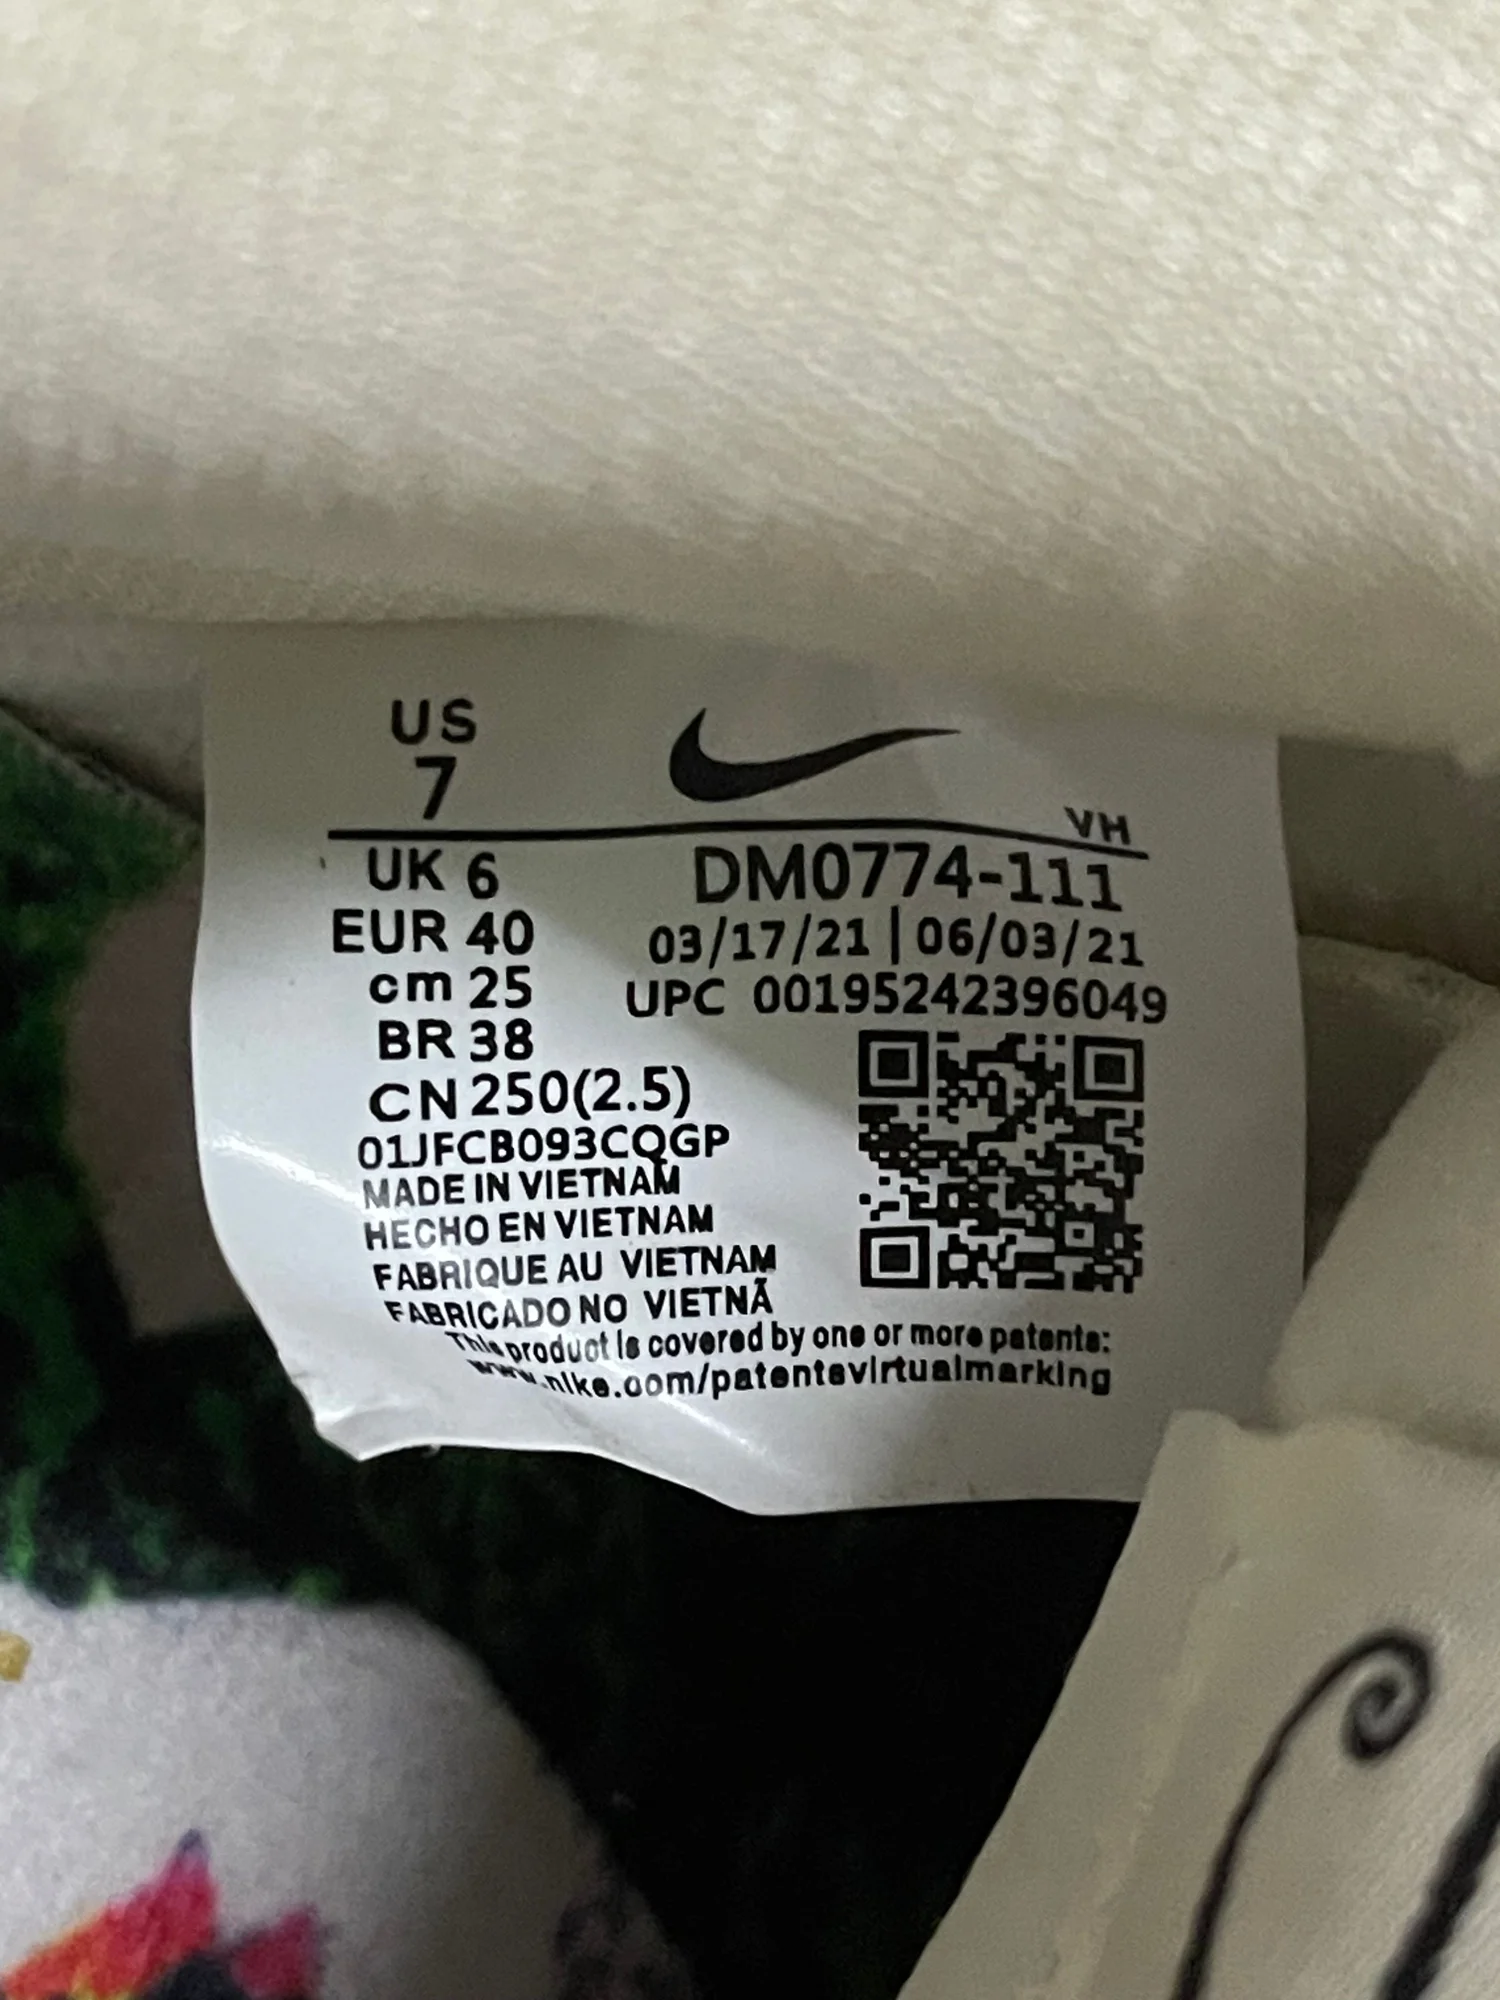 US
7
VH
UK 6
DM0774-111
EUR 40
03/17/21 | 06/03/21
cm 25
UPC 00195242396049
BR 38
CN 250(2.5)
01JFCB093CQGP
MADE IN VIETNAM
HECHO EN VIETNAM
FABRIQUE AU VIETNAM
FABRICADO NO VIETNÃ
This product is covered by one or more patents:
www.nike.com/patentsvirtualmarking